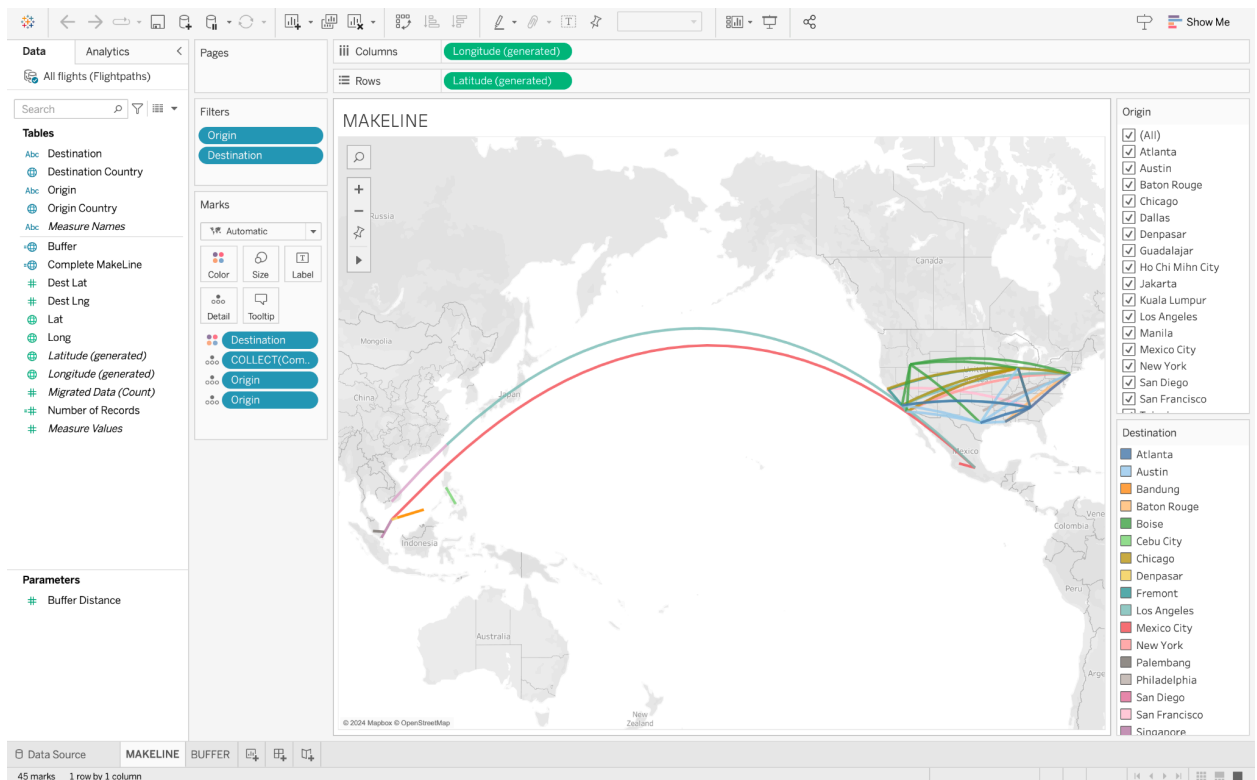 Show Me
Data
Analytics
All flights (Flightpaths)
Search
Tables
Abc Destination
Destination Country
Abc Origin
Origin Country
Abc Measure Names
Buffer
Complete MakeLine
# Dest Lat
# Dest Lng
Lat
Long
Latitude (generated)
Longitude (generated)
# Migrated Data (Count)
=# Number of Records
# Measure Values
Parameters
# Buffer Distance
Pages
Filters
Origin
Destination
Marks
Automatic
Color
Size
Label
Detail
Tooltip
Destination
COLLECT(Com..
Origin
Origin
Columns
Longitude (generated)
Rows
Latitude (generated)
MAKELINE
Russia
Canada
Mongolia
China
Japan
United
Mexico
Vene
Colombia
Indonesia
Peru
Australia
Arge
New
Zealand
© 2024 Mapbox © OpenStreetMap
Origin
(All)
Atlanta
Austin
Baton Rouge
Chicago
Dallas
Denpasar
Guadalajar
Ho Chi Mihn City
Jakarta
Kuala Lumpur
Los Angeles
Manila
Mexico City
New York
San Diego
San Francisco
Destination
Atlanta
Austin
Bandung
Baton Rouge
Boise
Cebu City
Chicago
Denpasar
Fremont
Los Angeles
Mexico City
New York
Palembang
Philadelphia
San Diego
San Francisco
Singapore
Data Source
MAKELINE
BUFFER
45 marks
1 row by 1 column